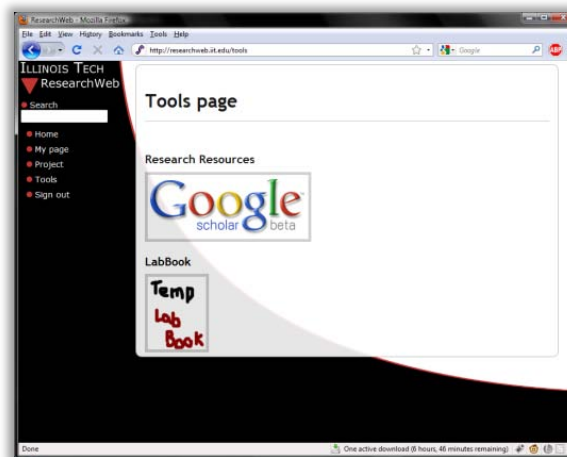 ResearchWeb - Mozilla Firefox
File Edit View History Bookmarks Tools Help
http://researchweb.iit.edu/tools
Google
ABP
ILLINOIS TECH
ResearchWeb
Search
Home
My page
Project
Tools
Sign out
Tools page
Research Resources
Google
scholar beta
LabBook
Temp
Lab
Book
Done
One active download (6 hours, 46 minutes remaining)